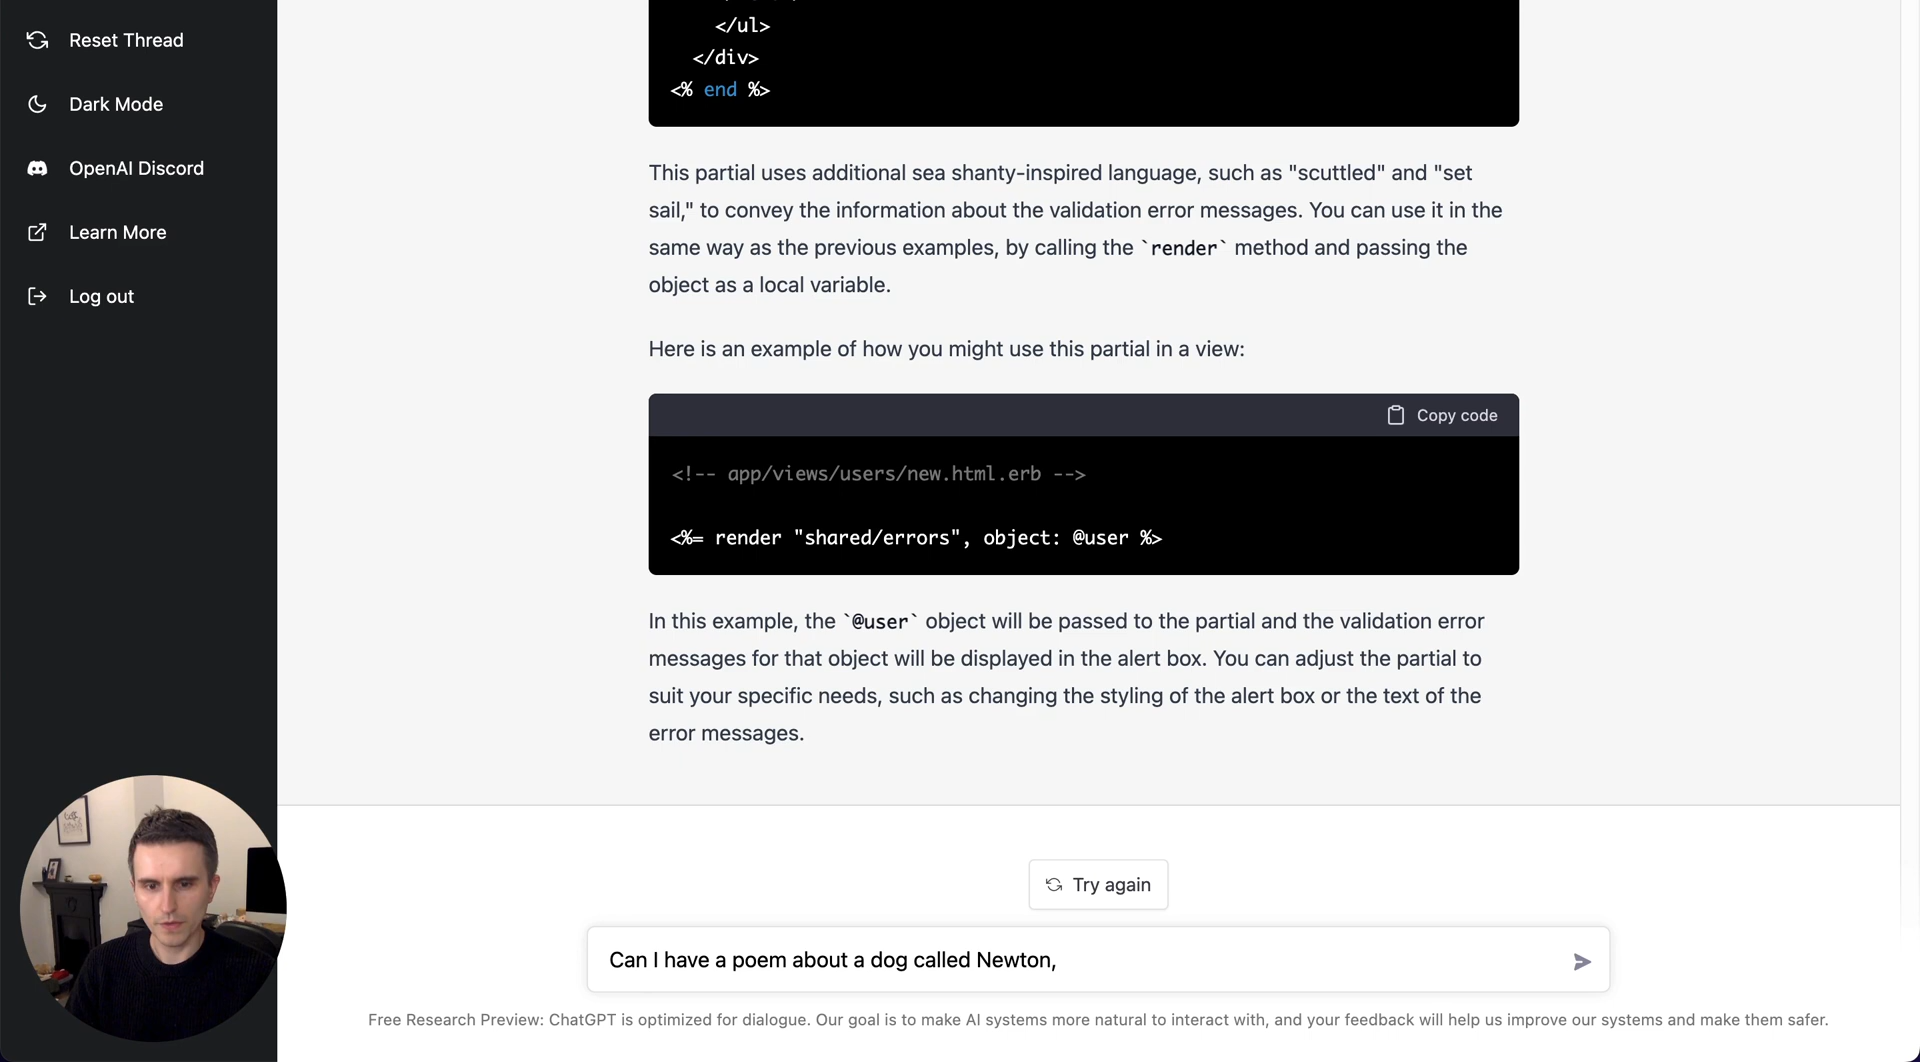 Reset Thread
Dark Mode
OpenAI Discord
Learn More
Log out
</ul>
</div>
<% end %>
This partial uses additional sea shanty-inspired language, such as "scuttled" and "set
sail," to convey the information about the validation error messages. You can use it in the
same way as the previous examples, by calling the `render` method and passing the
object as a local variable.
Here is an example of how you might use this partial in a view:
Copy code
<!-- app/views/users/new.html.erb -->
<%= render "shared/errors", object: @user %>
In this example, the `@user` object will be passed to the partial and the validation error
messages for that object will be displayed in the alert box. You can adjust the partial to
suit your specific needs, such as changing the styling of the alert box or the text of the
error messages.
Try again
Can I have a poem about a dog called Newton,
Free Research Preview: ChatGPT is optimized for dialogue. Our goal is to make AI systems more natural to interact with, and your feedback will help us improve our systems and make them safer.